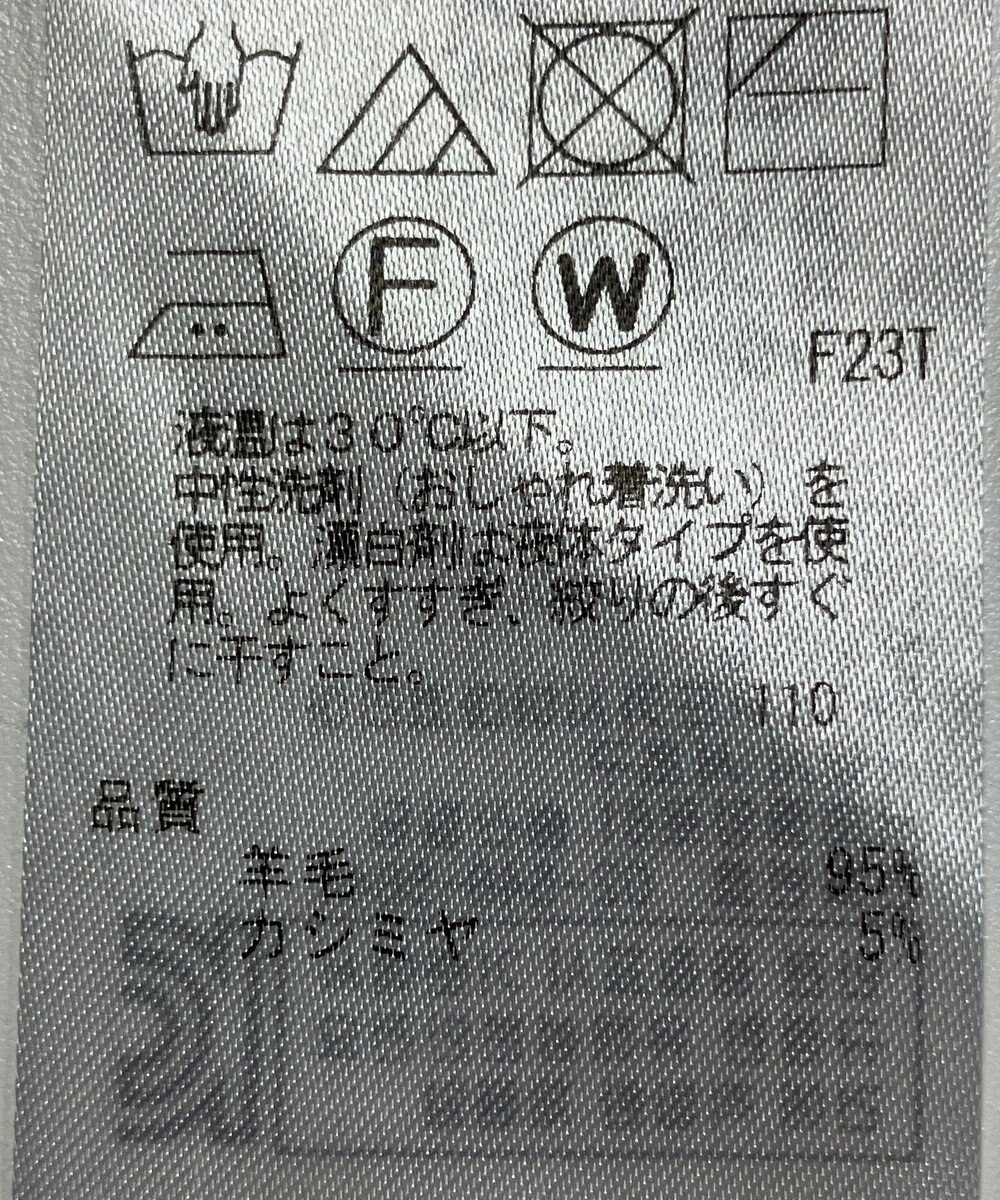 F
W
F23T
液温は30℃以下。
中性洗剤（おしゃれ着洗い）を
使用。漂白剤は液体タイプを使
用。よくすすぎ、絞りの後すぐ
に干すこと。
110
品質
羊毛 95%
カシミヤ 5%